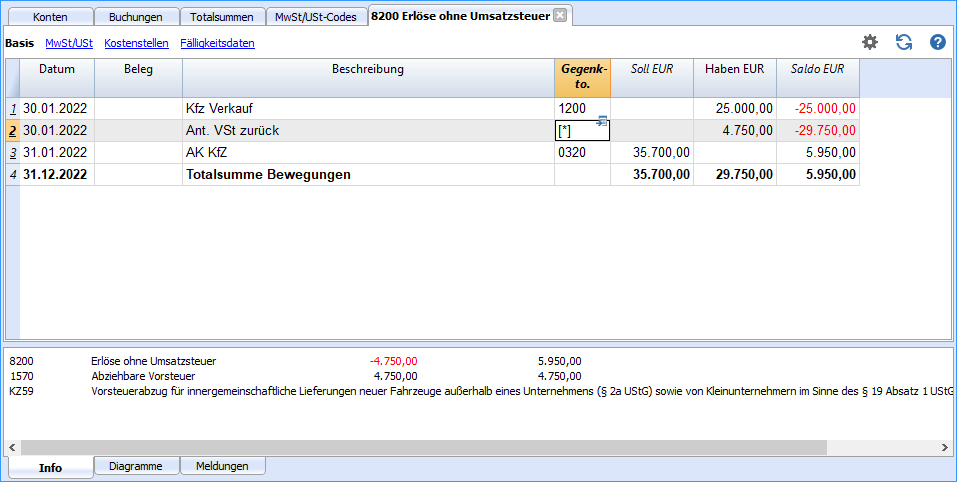 Konten Buchungen Totalsummen MwSt/USt-Codes 8200 Erlöse ohne Umsatzsteuer
Basis MwSt/USt Kostenstellen Fälligkeitsdaten
Datum Beleg Beschreibung Gegenk-to. Soll EUR Haben EUR Saldo EUR
1 30.01.2022 Kfz Verkauf 1200 25.000,00 -25.000,00
2 30.01.2022 Ant. VSt zurück [*] 4.750,00 -29.750,00
3 31.01.2022 AK KfZ 0320 35.700,00 5.950,00
4 31.12.2022 Totalsumme Bewegungen 35.700,00 29.750,00 5.950,00
8200 Erlöse ohne Umsatzsteuer -4.750,00 5.950,00
1570 Abziehbare Vorsteuer 4.750,00 4.750,00
KZ59 Vorsteuerabzug für innergemeinschaftliche Lieferungen neuer Fahrzeuge außerhalb eines Unternehmens (§ 2a UStG) sowie von Kleinunternehmern im Sinne des § 19 Absatz 1 UStG
Info Diagramme Meldungen